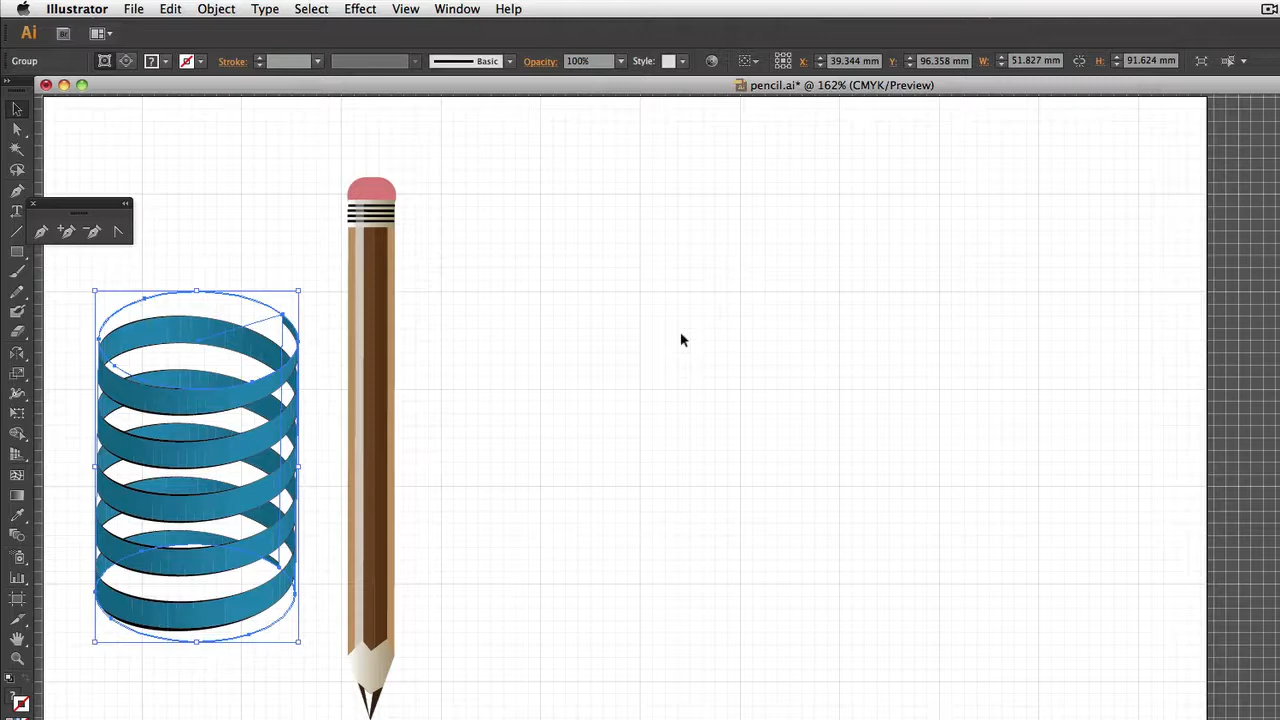 Illustrator File Edit Object Type Select Effect View Window Help
Ai Br
Group ? Stroke: Basic Opacity: 100% Style: X: 39.344 mm Y: 96.358 mm W: 51.827 mm H: 91.624 mm
pencil.ai* @ 162% (CMYK/Preview)
T